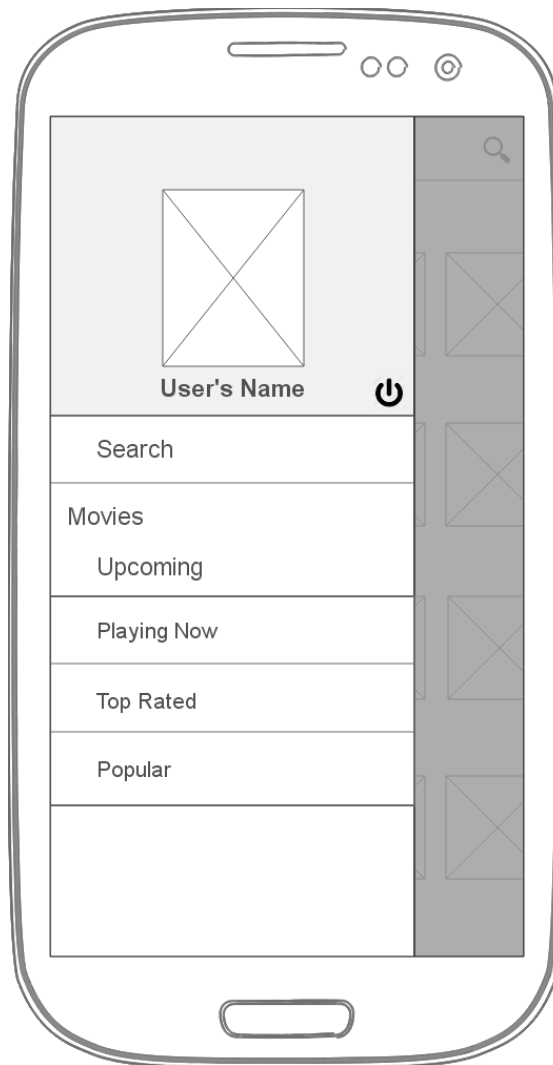 User's Name
Search
Movies
Upcoming
Playing Now
Top Rated
Popular